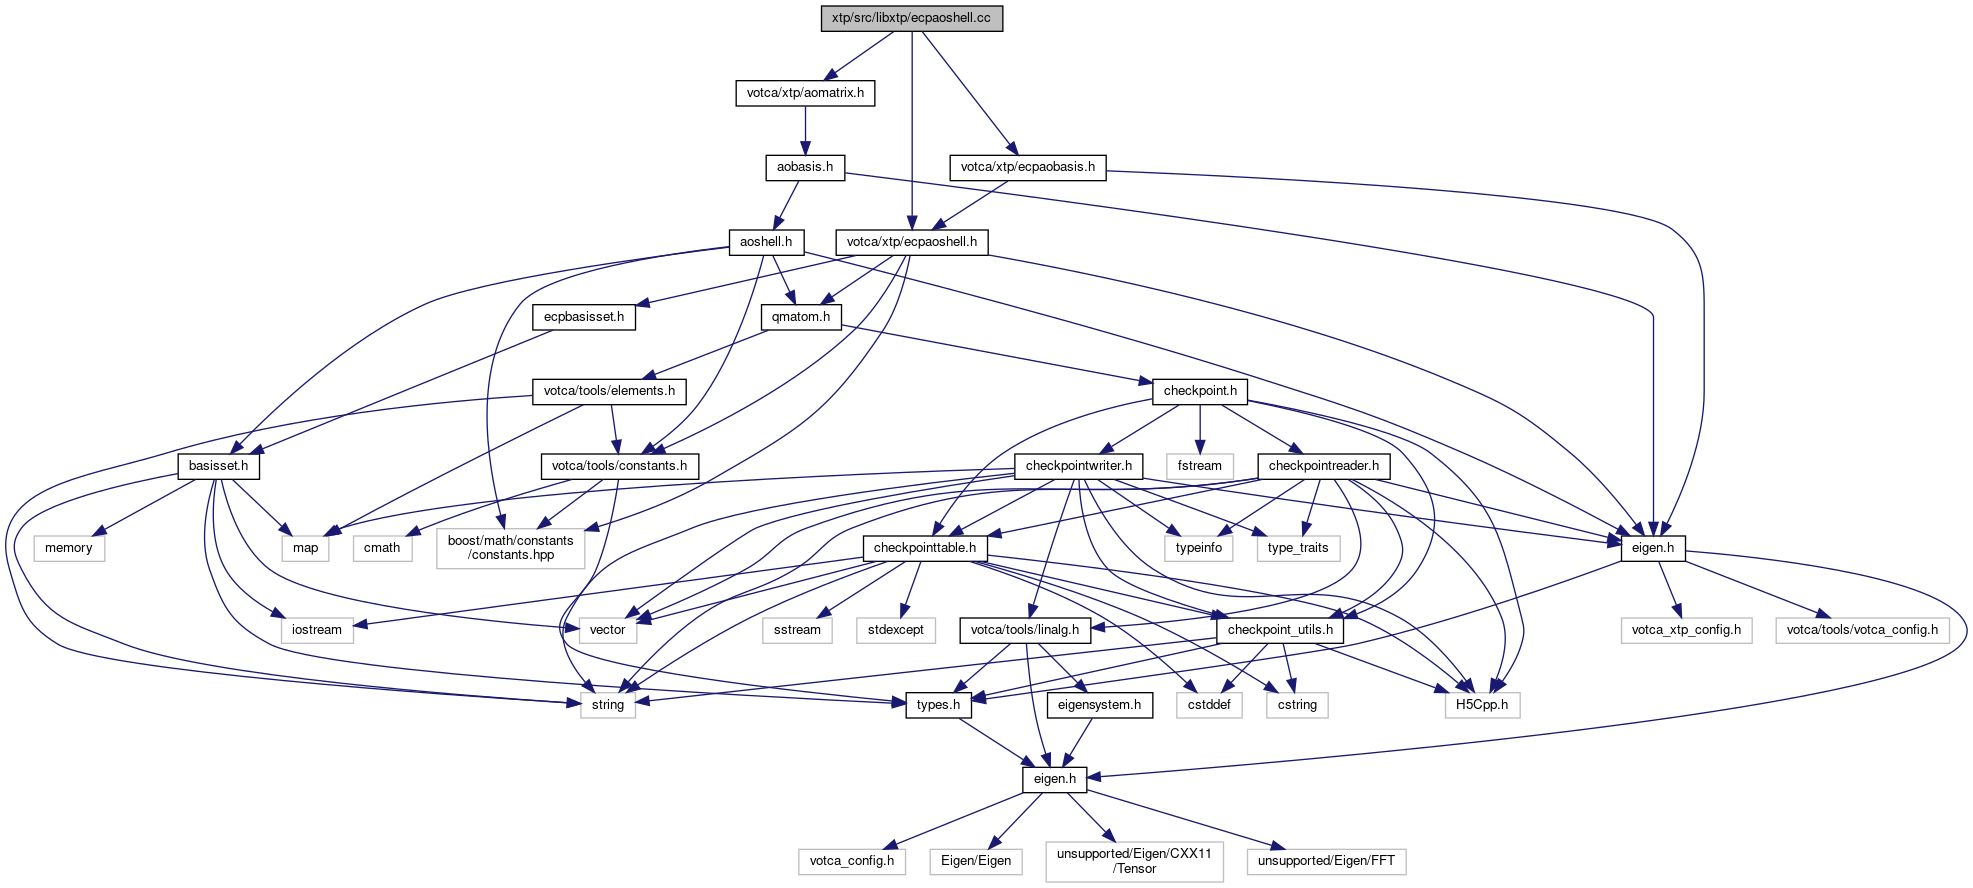 xtp/src/libxtp/ecpaoshell.cc
votca/xtp/aomatrix.h
aobasis.h
votca/xtp/ecpaobasis.h
aoshell.h
votca/xtp/ecpaoshell.h
ecpbasisset.h
qmatom.h
votca/tools/elements.h
checkpoint.h
basisset.h
votca/tools/constants.h
checkpointwriter.h
fstream
checkpointreader.h
memory
map
cmath
boost/math/constants
/constants.hpp
checkpointtable.h
typeinfo
type_traits
eigen.h
iostream
vector
sstream
stdexcept
votca/tools/linalg.h
checkpoint_utils.h
votca_xtp_config.h
votca/tools/votca_config.h
string
types.h
eigensystem.h
cstddef
cstring
H5Cpp.h
eigen.h
votca_config.h
Eigen/Eigen
unsupported/Eigen/CXX11
/Tensor
unsupported/Eigen/FFT